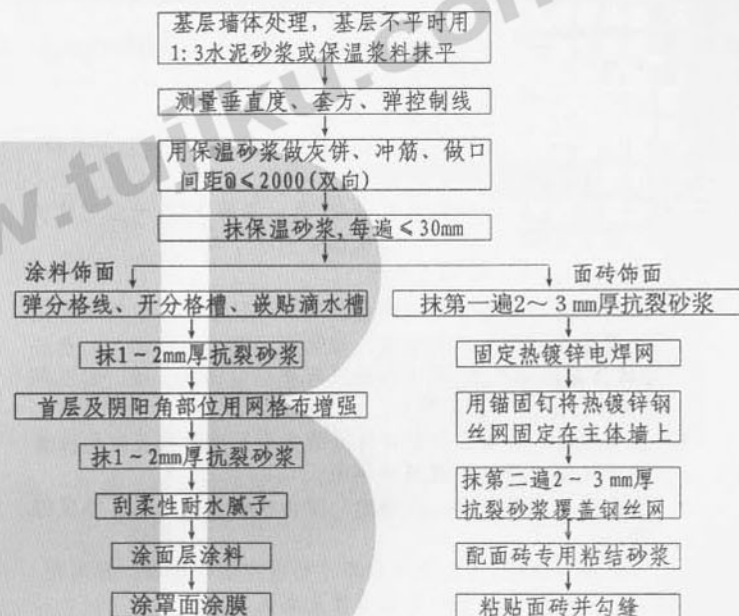 基层墙体处理，基层不平时用
1:3水泥砂浆或保温浆料抹平
测量垂直度、套方、弹控制线
用保温砂浆做灰饼、冲筋、做口
间距@≤2000(双向)
抹保温砂浆,每遍≤30mm
涂料饰面
弹分格线、开分格槽、嵌贴滴水槽
抹1~2mm厚抗裂砂浆
首层及阴阳角部位用网格布增强
抹1~2mm厚抗裂砂浆
刮柔性耐水腻子
涂面层涂料
涂罩面涂膜
面砖饰面
抹第一遍2~3mm厚抗裂砂浆
固定热镀锌电焊网
用锚固钉将热镀锌钢
丝网固定在主体墙上
抹第二遍2~3mm厚
抗裂砂浆覆盖钢丝网
配面砖专用粘结砂浆
粘贴面砖并勾缝
w.tujiku.com